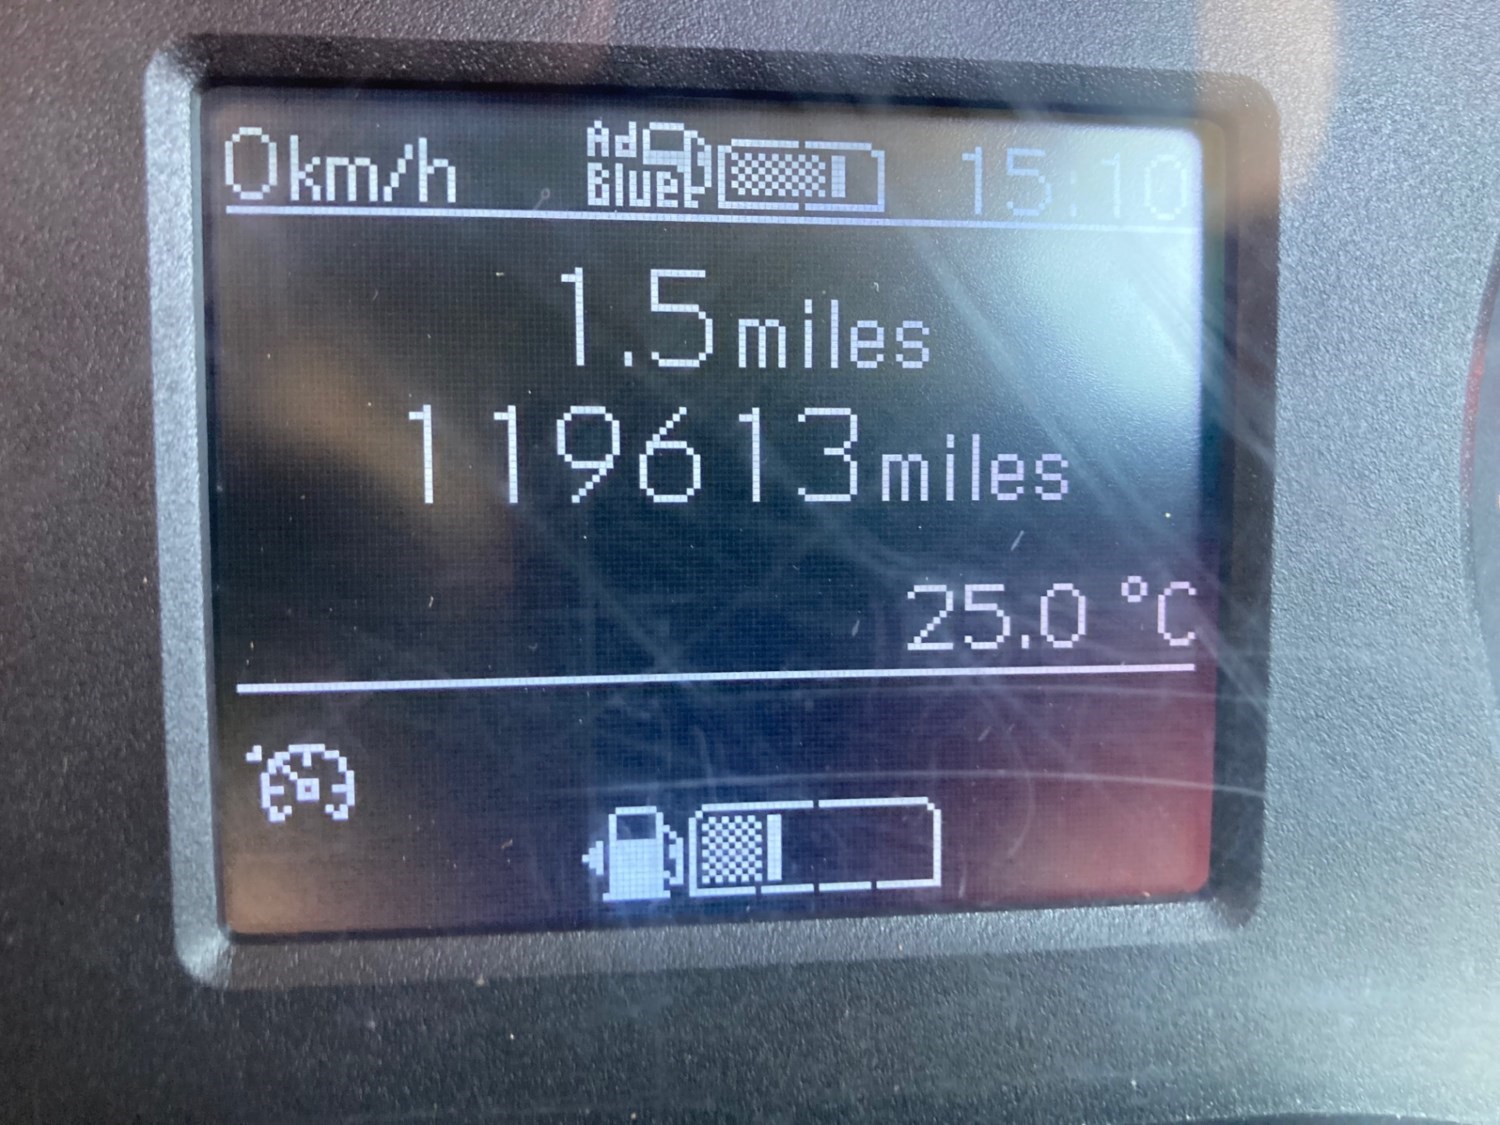 0km/h Ad Blue 15:10
1.5 miles
119613 miles
25.0 °C